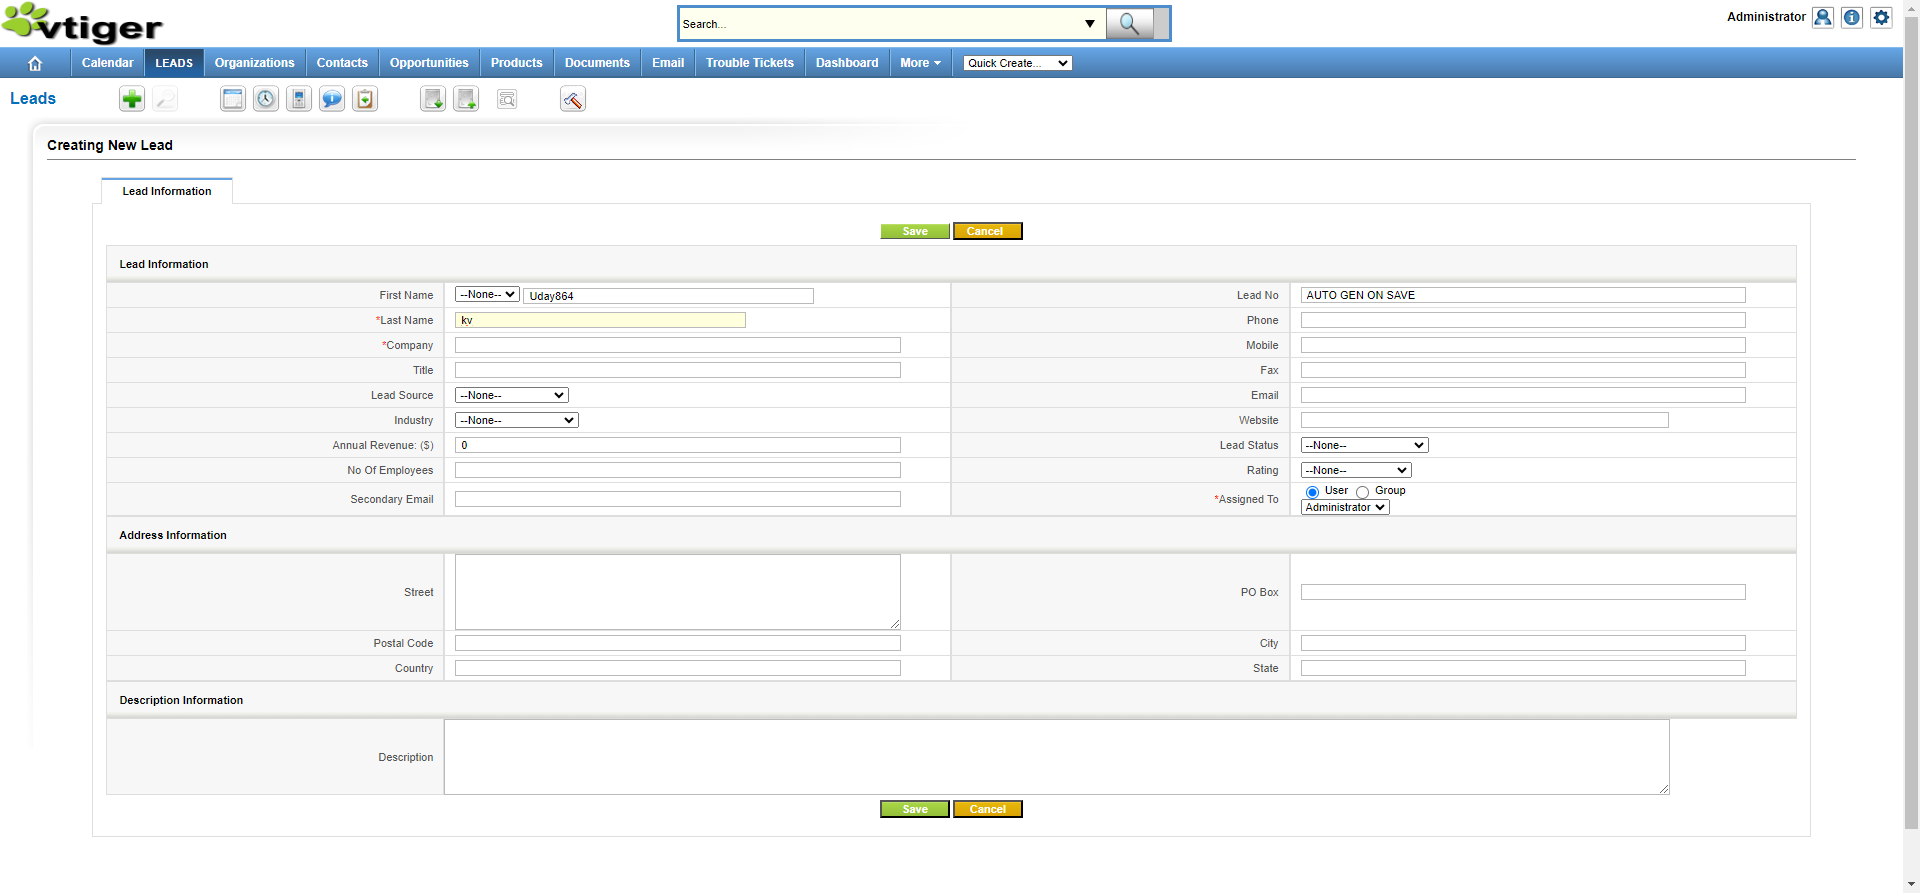 vtiger
Search...
Administrator
Calendar LEADS Organizations Contacts Opportunities Products Documents Email Trouble Tickets Dashboard More Quick Create...
Leads
Creating New Lead
Lead Information
Save Cancel
Lead Information
First Name --None-- Uday864 Lead No AUTO GEN ON SAVE
*Last Name kv Phone
*Company Mobile
Title Fax
Lead Source --None-- Email
Industry --None-- Website
Annual Revenue: ($) 0 Lead Status --None--
No Of Employees Rating --None--
Secondary Email *Assigned To User Group
Administrator
Address Information
Street PO Box
Postal Code City
Country State
Description Information
Description
Save Cancel